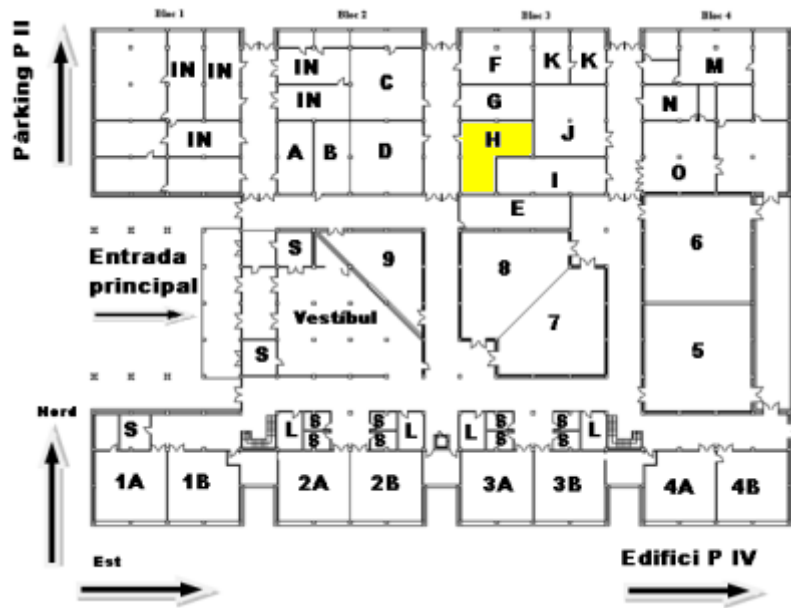 Bloc 1 Bloc 2 Bloc 3 Bloc 4
Párking P II
IN IN IN C F K K M
IN G N
IN A B D H J O
I
E
Entrada
principal
S 9 8 6
Vestíbul 7
S 5
Nord
S L S S L L S S L
S S S S
1A 1B 2A 2B 3A 3B 4A 4B
Est
Edifici P IV